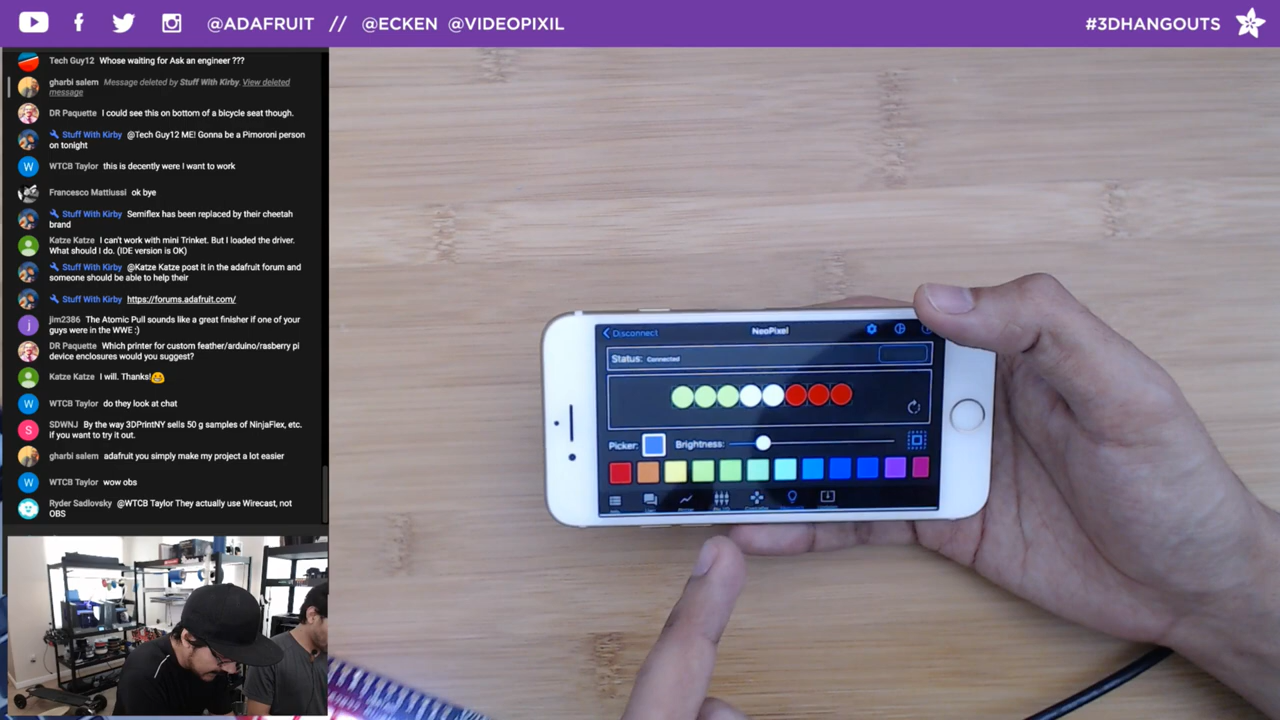 @ADAFRUIT // @ECKEN @VIDEOPIXIL
#3DHANGOUTS
Tech Guy12 Whose waiting for Ask an engineer ???
gharbi salem Message deleted by Stuff With Kirby. View deleted
message
DR Paquette I could see this on bottom of a bicycle seat though.
Stuff With Kirby @Tech Guy12 ME! Gonna be a Pimoroni person
on tonight
W WTCB Taylor this is decently were I want to work
Francesco Mattiussi ok bye
Stuff With Kirby Semiflex has been replaced by their cheetah
brand
Katze Katze I can't work with mini Trinket. But I loaded the driver.
What should I do. (IDE version is OK)
Stuff With Kirby @Katze Katze post it in the adafruit forum and
someone should be able to help their
Stuff With Kirby https://forums.adafruit.com/
j jim2386 The Atomic Pull sounds like a great finisher if one of your
guys were in the WWE :)
DR Paquette Which printer for custom feather/arduino/rasberry pi
device enclosures would you suggest?
Katze Katze I will. Thanks!
W WTCB Taylor do they look at chat
S SDWNJ By the way 3DPrintNY sells 50 g samples of NinjaFlex, etc.
if you want to try it out.
gharbi salem adafruit you simply make my project a lot easier
W WTCB Taylor wow obs
Ryder Sadlovsky @WTCB Taylor They actually use Wirecast, not
OBS
Disconnect
NeoPixel
Status: Connected
Picker:
Brightness: